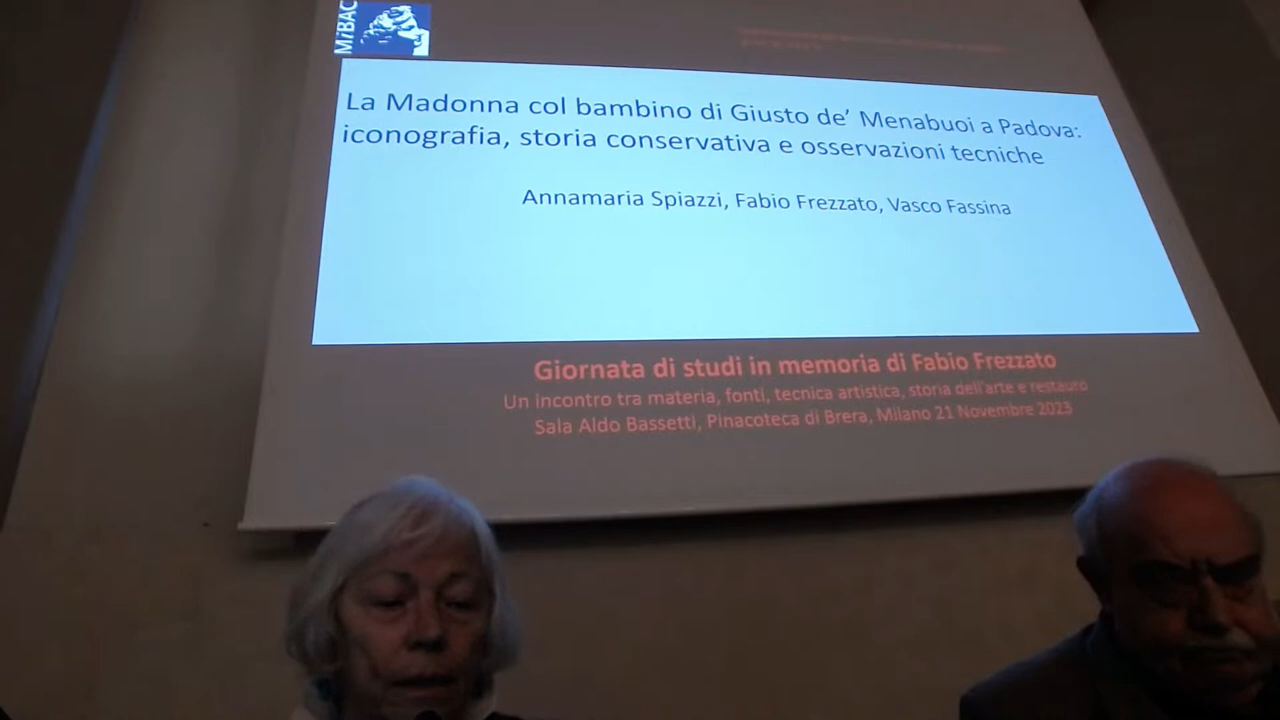 MiBAC
La Madonna col bambino di Giusto de’ Menabuoi a Padova:
iconografia, storia conservativa e osservazioni tecniche
Annamaria Spiazzi, Fabio Frezzato, Vasco Fassina
Giornata di studi in memoria di Fabio Frezzato
Un incontro tra materia, fonti, tecnica artistica, storia dell'arte e restauro
Sala Aldo Bassetti, Pinacoteca di Brera, Milano 21 Novembre 2023